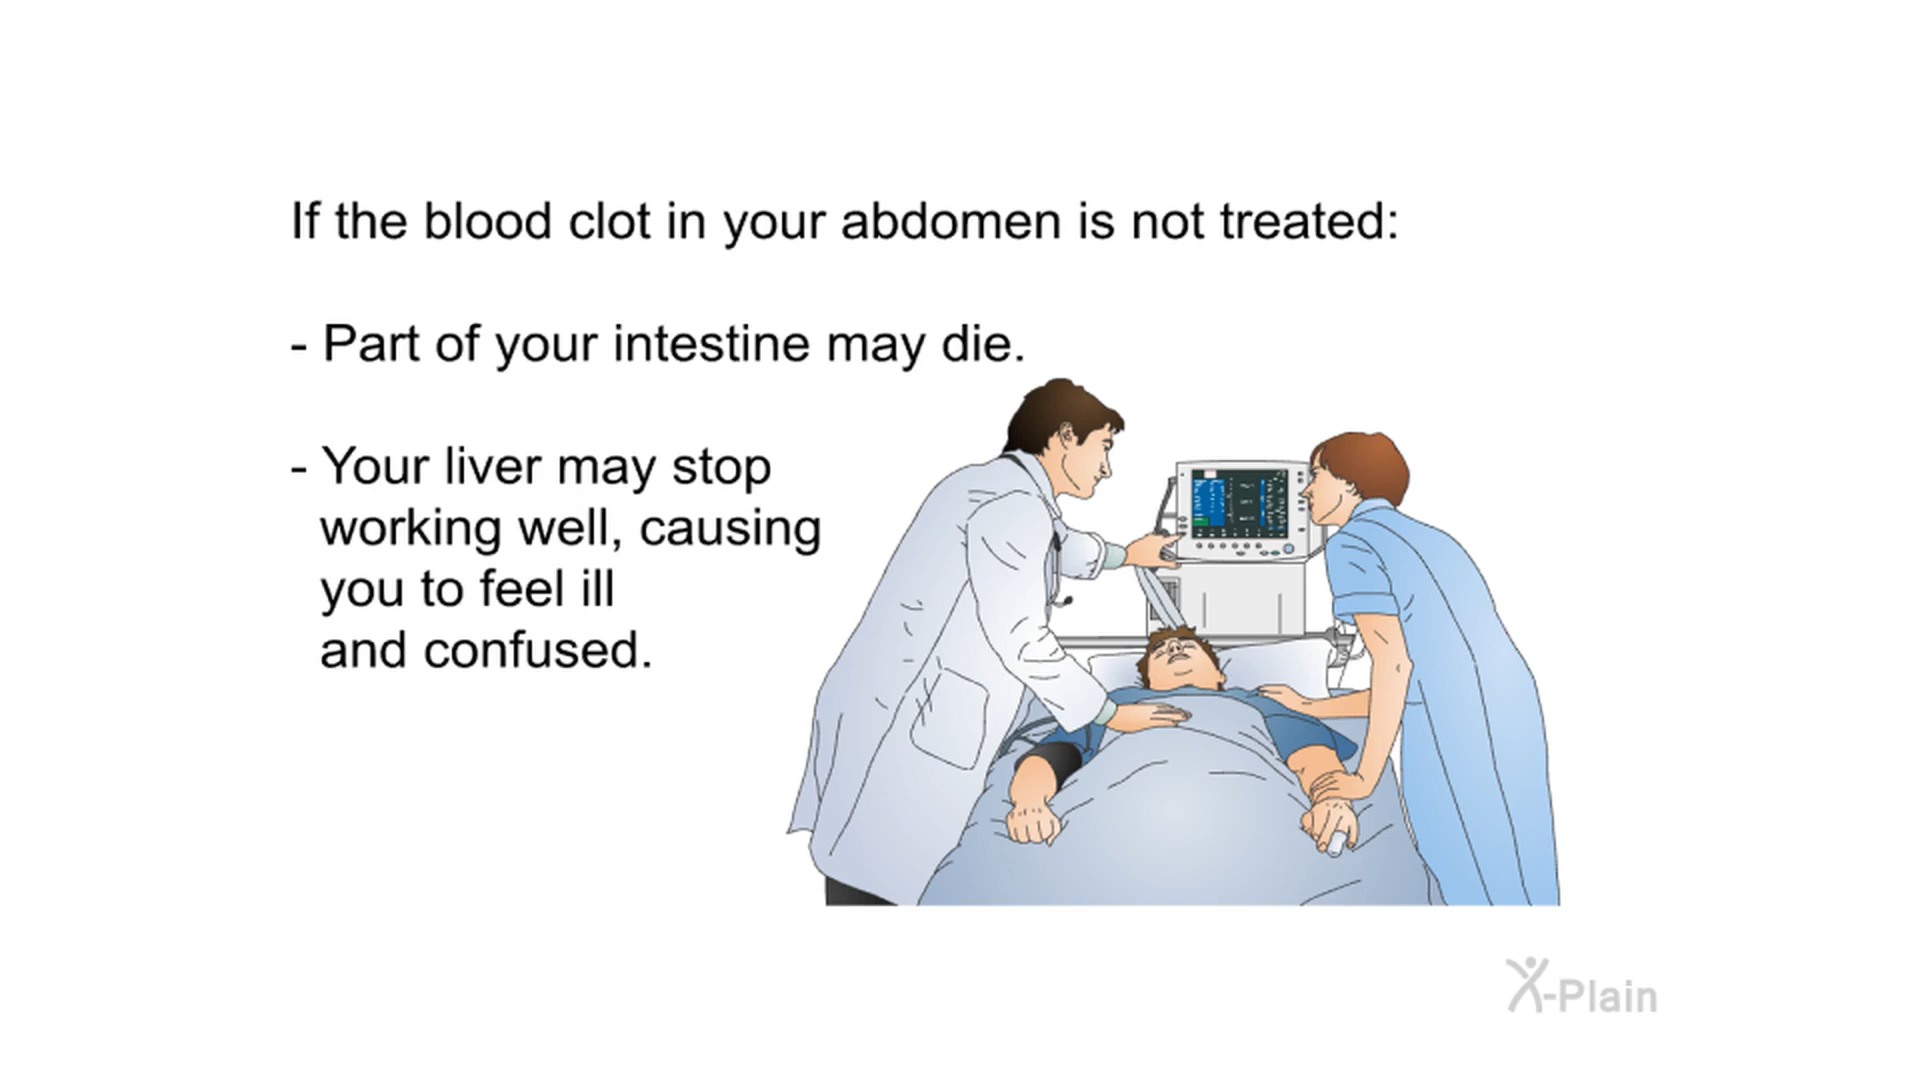 If the blood clot in your abdomen is not treated:
- Part of your intestine may die.
- Your liver may stop
working well, causing
you to feel ill
and confused.
X-Plain